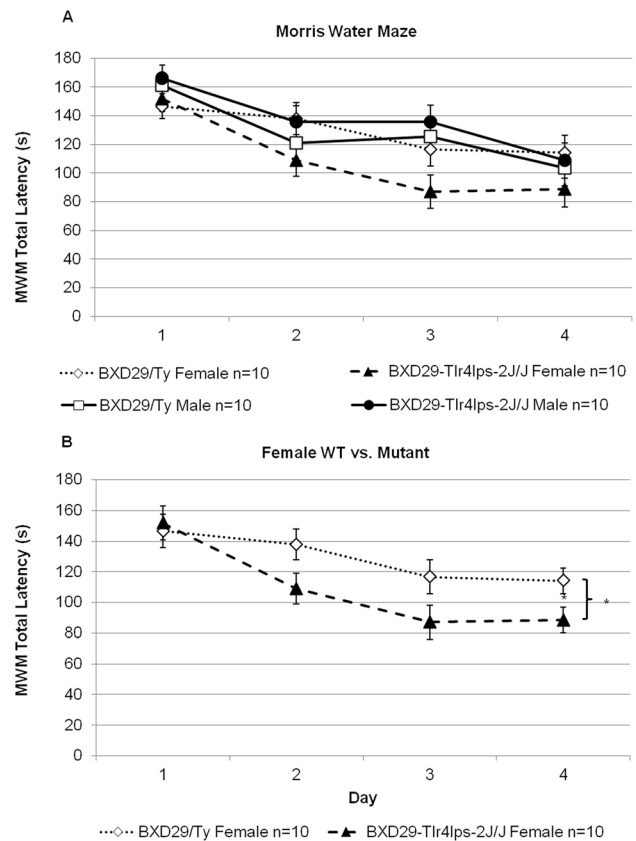 A
Morris Water Maze
MWM Total Latency (s)
180
160
140
120
100
80
60
40
20
0
1 2 3 4
BXD29/Ty Female n=10 BXD29-Tlr4lps-2J/J Female n=10
BXD29/Ty Male n=10 BXD29-Tlr4lps-2J/J Male n=10
B
Female WT vs. Mutant
MWM Total Latency (s)
180
160
140
120
100
80
60
40
20
0
* *
1 2 3 4
Day
BXD29/Ty Female n=10 BXD29-Tlr4lps-2J/J Female n=10